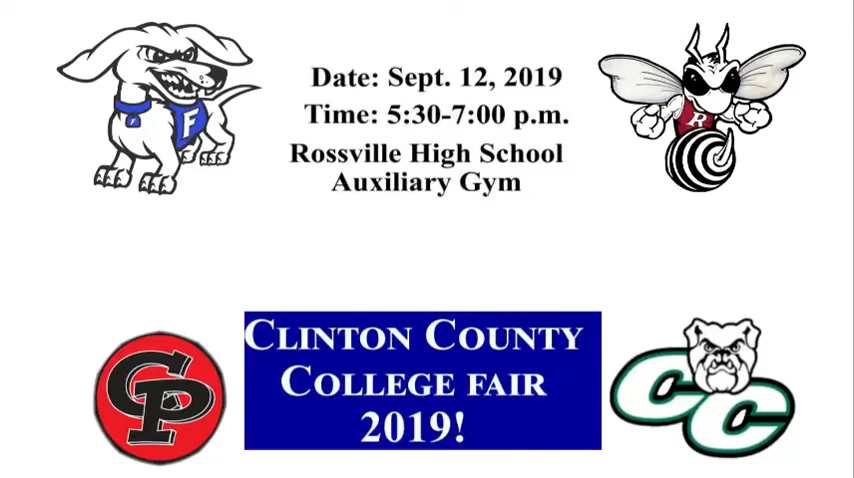 Date: Sept. 12, 2019
Time: 5:30-7:00 p.m.
Rossville High School
Auxiliary Gym
F
R
CLINTON COUNTY
COLLEGE FAIR
2019!
CP
CC